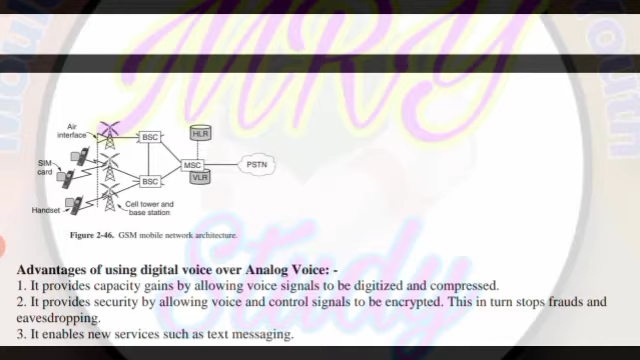 MRY
Study
Air
interface
BSC
HLR
SIM
card
MSC
PSTN
BSC
VLR
Handset
Cell tower and
base station
Figure 2-46. GSM mobile network architecture.
Advantages of using digital voice over Analog Voice: -
1. It provides capacity gains by allowing voice signals to be digitized and compressed.
2. It provides security by allowing voice and control signals to be encrypted. This in turn stops frauds and
eavesdropping.
3. It enables new services such as text messaging.